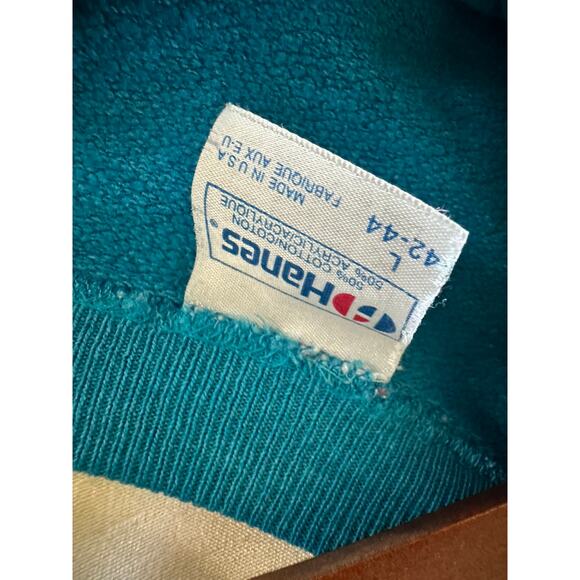 Hanes®
50% COTTON/COTON
50% ACRYLIC/ACRYLIQUE
L
42-44
MADE IN U S A
FABRIQUE AUX E-U